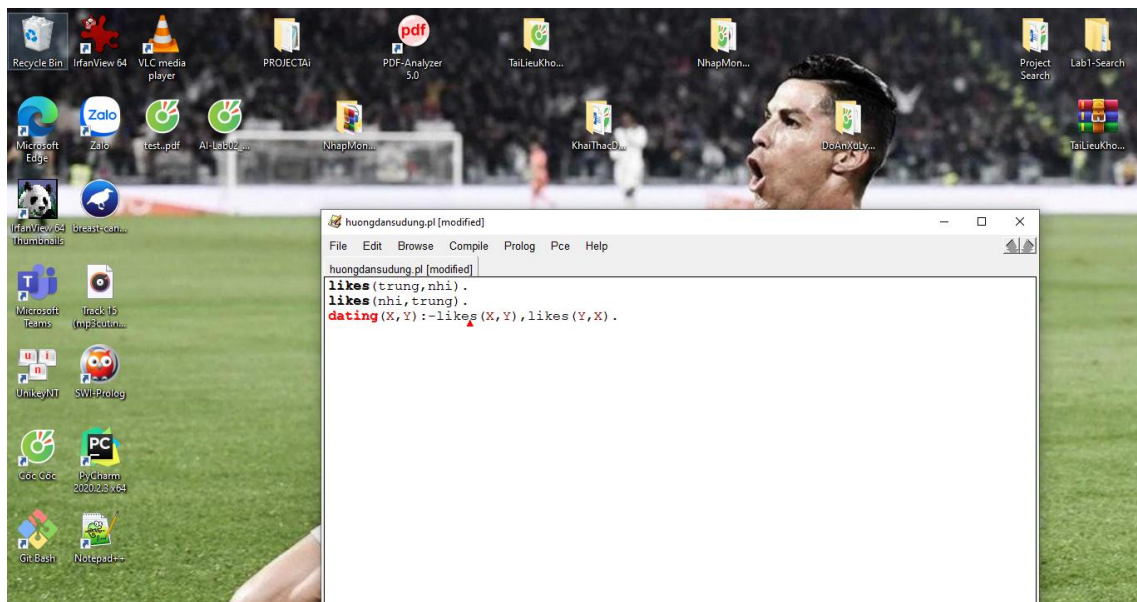 pdf
Recycle Bin
IrfanView 64
VLC media
player
PROJECTAi
PDF-Analyzer
5.0
TaiLieuKho...
NhapMon...
Project
Search
Lab1-Search
Zalo
Microsoft
Edge
Zalo
test..pdf
AI-Lab02_...
NhapMon...
KhaiThacD...
DoAnXuLy...
TaiLieuKho...
IrfanView 64
Thumbnails
breast-can...
Microsoft
Teams
Track 15
(mp3cutin...
UnikeyNT
SWI-Prolog
PC
Cốc Cốc
PyCharm
2020.2.3 x64
Git Bash
Notepad++
huongdansudung.pl [modified]
File Edit Browse Compile Prolog Pce Help
huongdansudung.pl [modified]
likes(trung,nhi).
likes(nhi,trung).
dating(X,Y):-likes(X,Y),likes(Y,X).